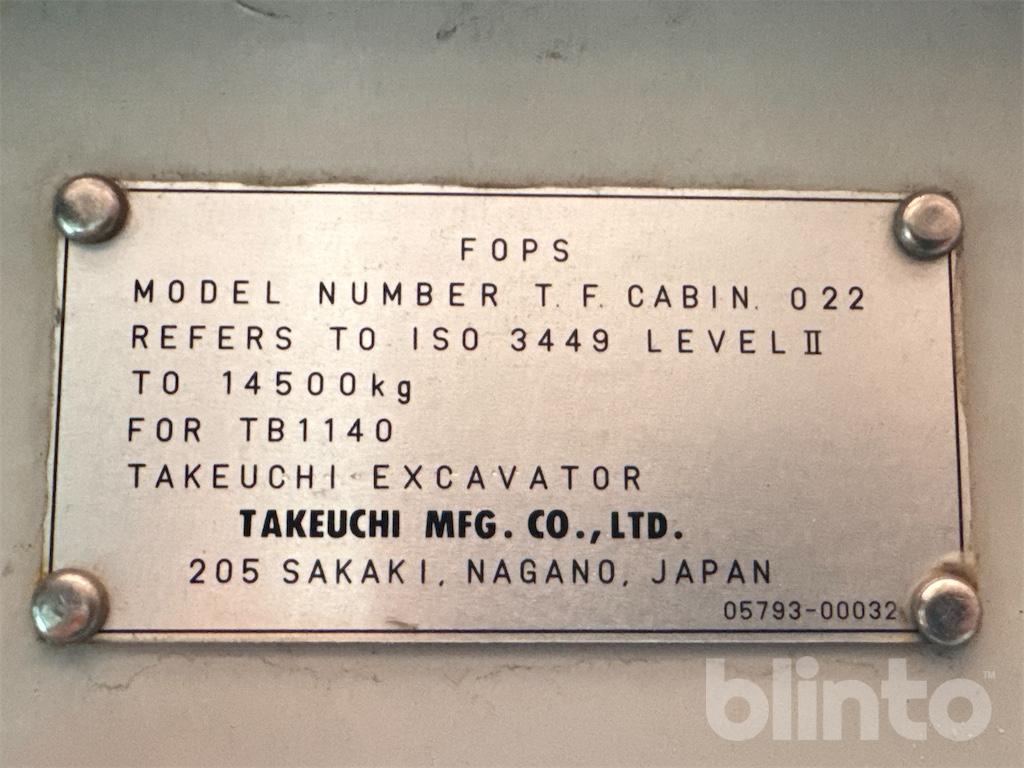 FOPS
MODEL NUMBER T.F. CABIN. 022
REFERS TO ISO 3449 LEVEL II
TO 14500kg
FOR TB1140
TAKEUCHI EXCAVATOR
TAKEUCHI MFG. CO., LTD.
205 SAKAKI, NAGANO, JAPAN
05793-00032
blinto™